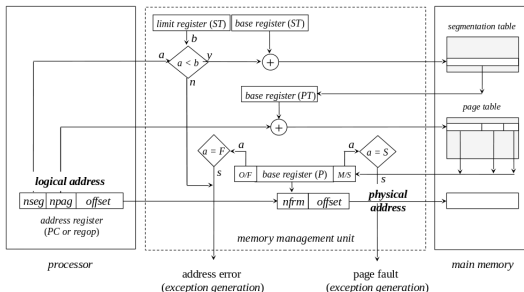 limit register (ST)
base register (ST)
segmentation table
b
a
a < b
y
+
n
base register (PT)
page table
+
a = F
a
a
a = S
s
O/F
base register (P)
M/S
s
logical address
physical
address
nseg
npag
offset
nfrm
offset
address register
(PC or regop)
memory management unit
processor
main memory
address error
(exception generation)
page fault
(exception generation)